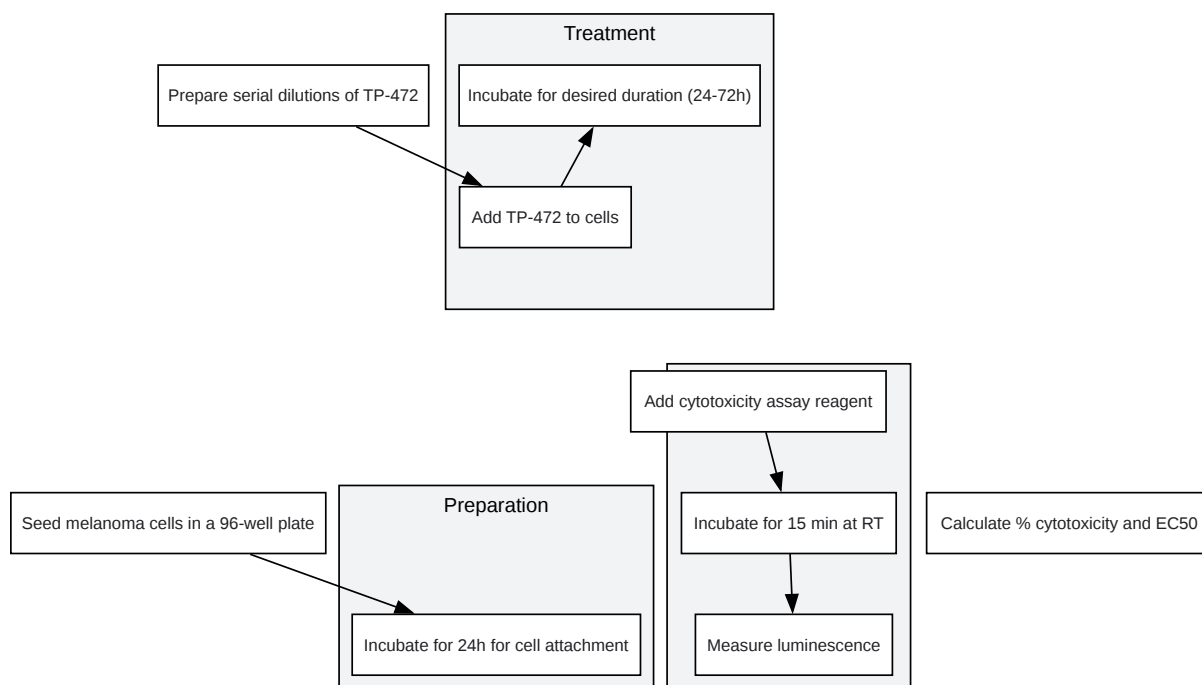 Treatment
Prepare serial dilutions of TP-472
Incubate for desired duration (24-72h)
Add TP-472 to cells
Add cytotoxicity assay reagent
Preparation
Seed melanoma cells in a 96-well plate
Incubate for 15 min at RT
Calculate % cytotoxicity and EC50
Incubate for 24h for cell attachment
Measure luminescence